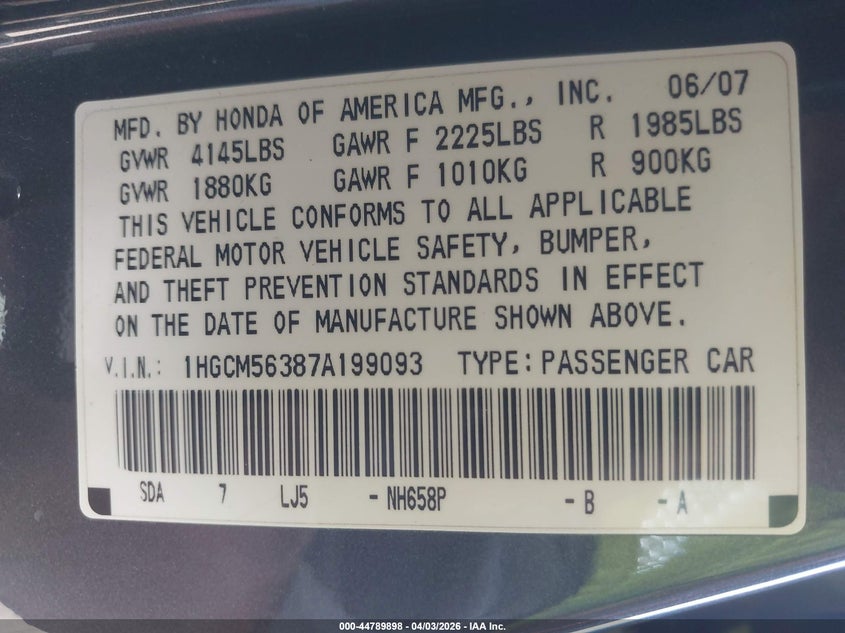 MFD. BY HONDA OF AMERICA MFG., INC. 06/07
GVWR 4145LBS GAWR F 2225LBS R 1985LBS
GVWR 1880KG GAWR F 1010KG R 900KG
THIS VEHICLE CONFORMS TO ALL APPLICABLE
FEDERAL MOTOR VEHICLE SAFETY, BUMPER,
AND THEFT PREVENTION STANDARDS IN EFFECT
ON THE DATE OF MANUFACTURE SHOWN ABOVE.
V.I.N.: 1HGCM56387A199093 TYPE: PASSENGER CAR
SDA 7 LJ5 - NH658P - B - A
000-44789898 - 04/03/2026 - IAA Inc.